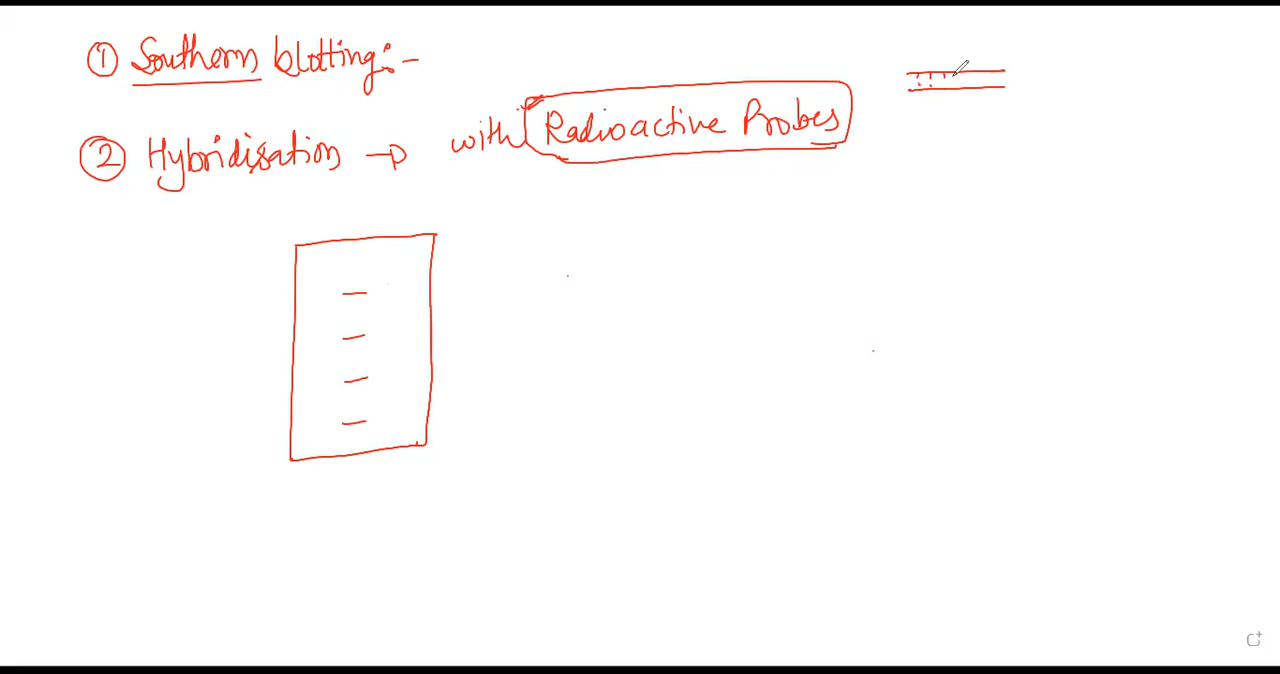 ① Southern blotting:-
② Hybridisation → with Radioactive Probes